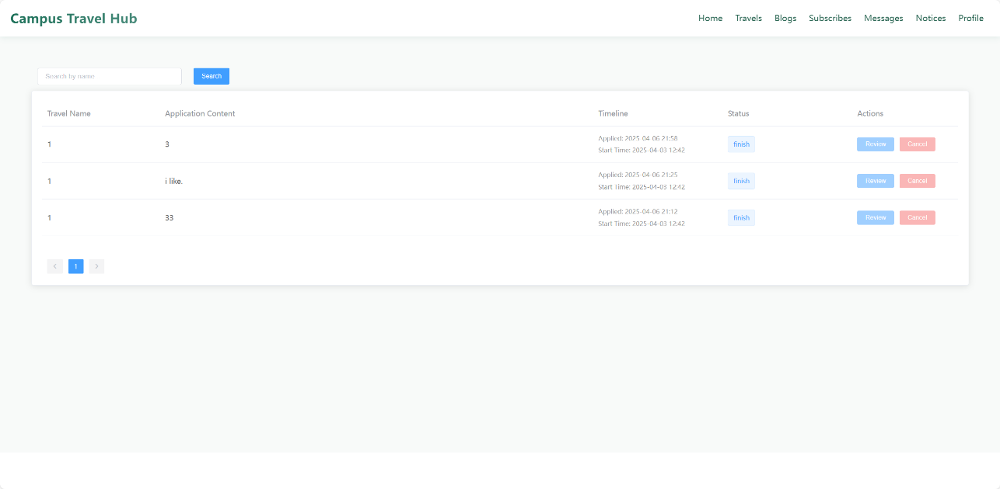 Campus Travel Hub
Home Travels Blogs Subscribes Messages Notices Profile
Search by name Search
Travel Name Application Content Timeline Status Actions
1 3 Applied: 2025-04-06 21:58
Start Time: 2025-04-03 12:42 finish Review Cancel
1 i like. Applied: 2025-04-06 21:25
Start Time: 2025-04-03 12:42 finish Review Cancel
1 33 Applied: 2025-04-06 21:12
Start Time: 2025-04-03 12:42 finish Review Cancel
1